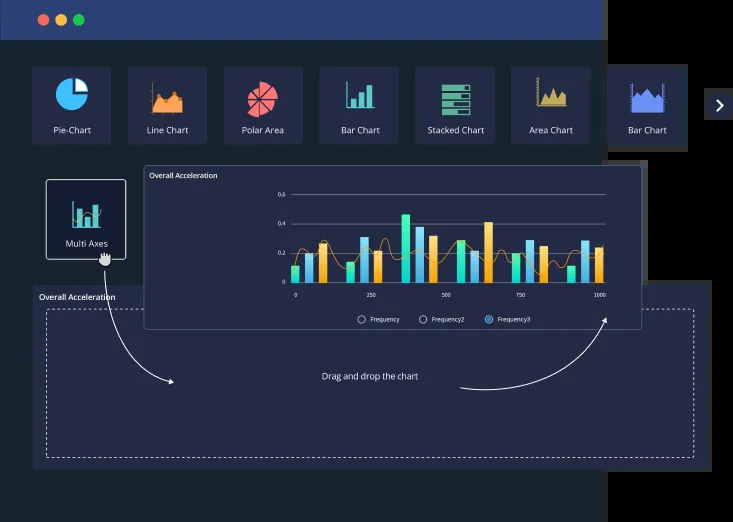 Pie-Chart
Line Chart
Polar Area
Bar Chart
Stacked Chart
Area Chart
Bar Chart
Multi Axes
Overall Acceleration
0.6
0.4
0.2
0
0 250 500 750 1000
Frequency Frequency2 Frequency3
Overall Acceleration
Drag and drop the chart